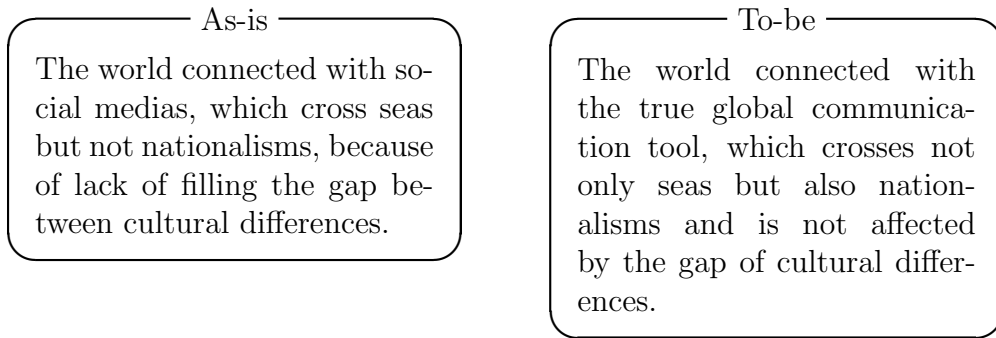 As-is
The world connected with so-
cial medias, which cross seas
but not nationalisms, because
of lack of filling the gap be-
tween cultural differences.
To-be
The world connected with
the true global communica-
tion tool, which crosses not
only seas but also nation-
alisms and is not affected
by the gap of cultural differ-
ences.